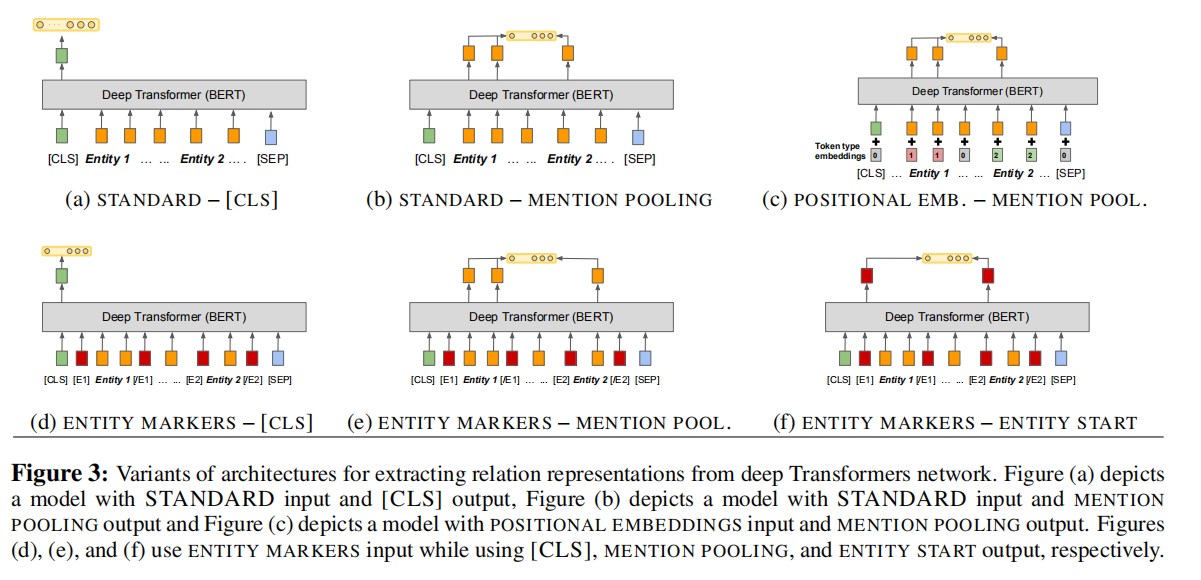 Deep Transformer (BERT)
[CLS] Entity 1 ... ... Entity 2 ... . [SEP]
(a) STANDARD – [CLS]
Deep Transformer (BERT)
[CLS] Entity 1 ... ... Entity 2 ... . [SEP]
(b) STANDARD – MENTION POOLING
Deep Transformer (BERT)
Token type
embeddings
0 1 1 0 2 2 0
[CLS] ... Entity 1 ... ... Entity 2 ... [SEP]
(c) POSITIONAL EMB. – MENTION POOL.
Deep Transformer (BERT)
[CLS] [E1] Entity 1 [/E1] ... ... [E2] Entity 2 [/E2] [SEP]
(d) ENTITY MARKERS – [CLS]
Deep Transformer (BERT)
[CLS] [E1] Entity 1 [/E1] ... ... [E2] Entity 2 [/E2] [SEP]
(e) ENTITY MARKERS – MENTION POOL.
Deep Transformer (BERT)
[CLS] [E1] Entity 1 [/E1] ... ... [E2] Entity 2 [/E2] [SEP]
(f) ENTITY MARKERS – ENTITY START
Figure 3: Variants of architectures for extracting relation representations from deep Transformers network. Figure (a) depicts
a model with STANDARD input and [CLS] output, Figure (b) depicts a model with STANDARD input and MENTION
POOLING output and Figure (c) depicts a model with POSITIONAL EMBEDDINGS input and MENTION POOLING output. Figures
(d), (e), and (f) use ENTITY MARKERS input while using [CLS], MENTION POOLING, and ENTITY START output, respectively.